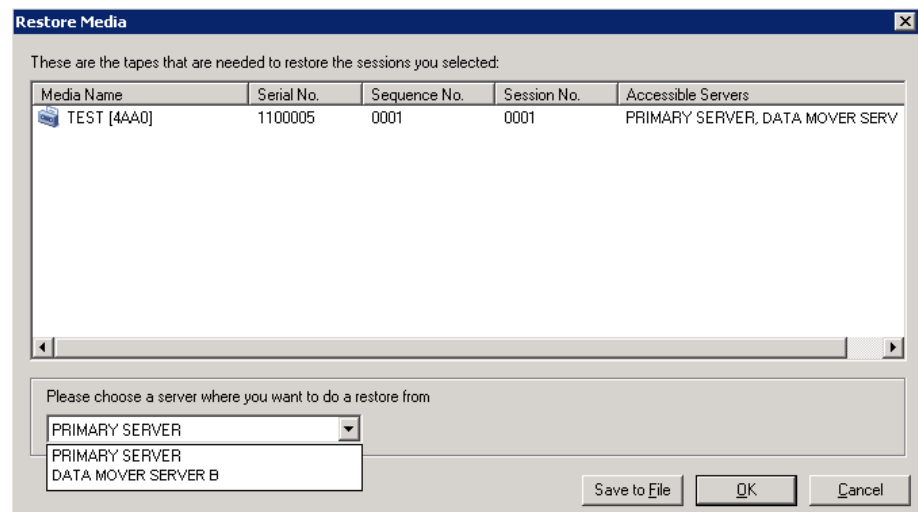 Restore Media
These are the tapes that are needed to restore the sessions you selected:
Media Name Serial No. Sequence No. Session No. Accessible Servers
TEST [4AA0] 1100005 0001 0001 PRIMARY SERVER, DATA MOVER SERV
Please choose a server where you want to do a restore from
PRIMARY SERVER
PRIMARY SERVER
DATA MOVER SERVER B
Save to File OK Cancel